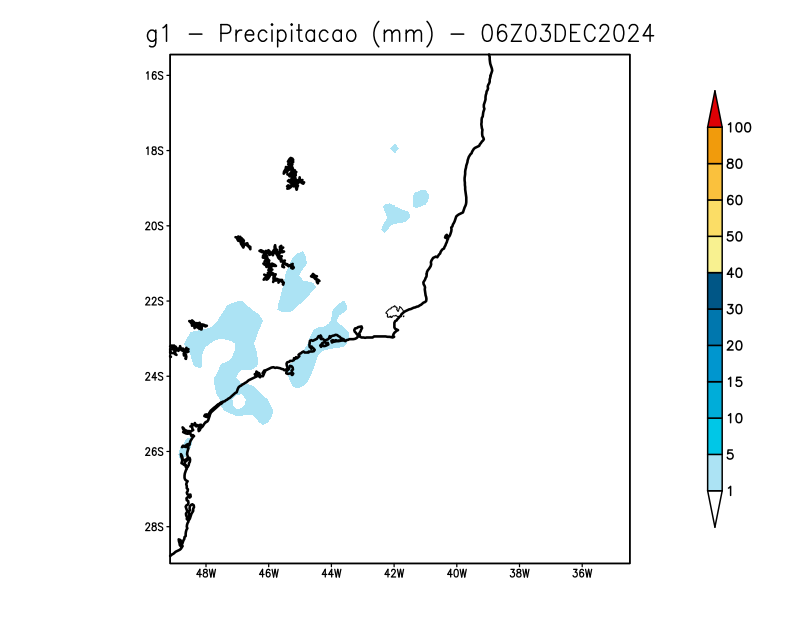 g1 – Precipitacao (mm) – 06Z03DEC2024
16S
18S
20S
22S
24S
26S
28S
48W 46W 44W 42W 40W 38W 36W
100
80
60
50
40
30
20
15
10
5
1